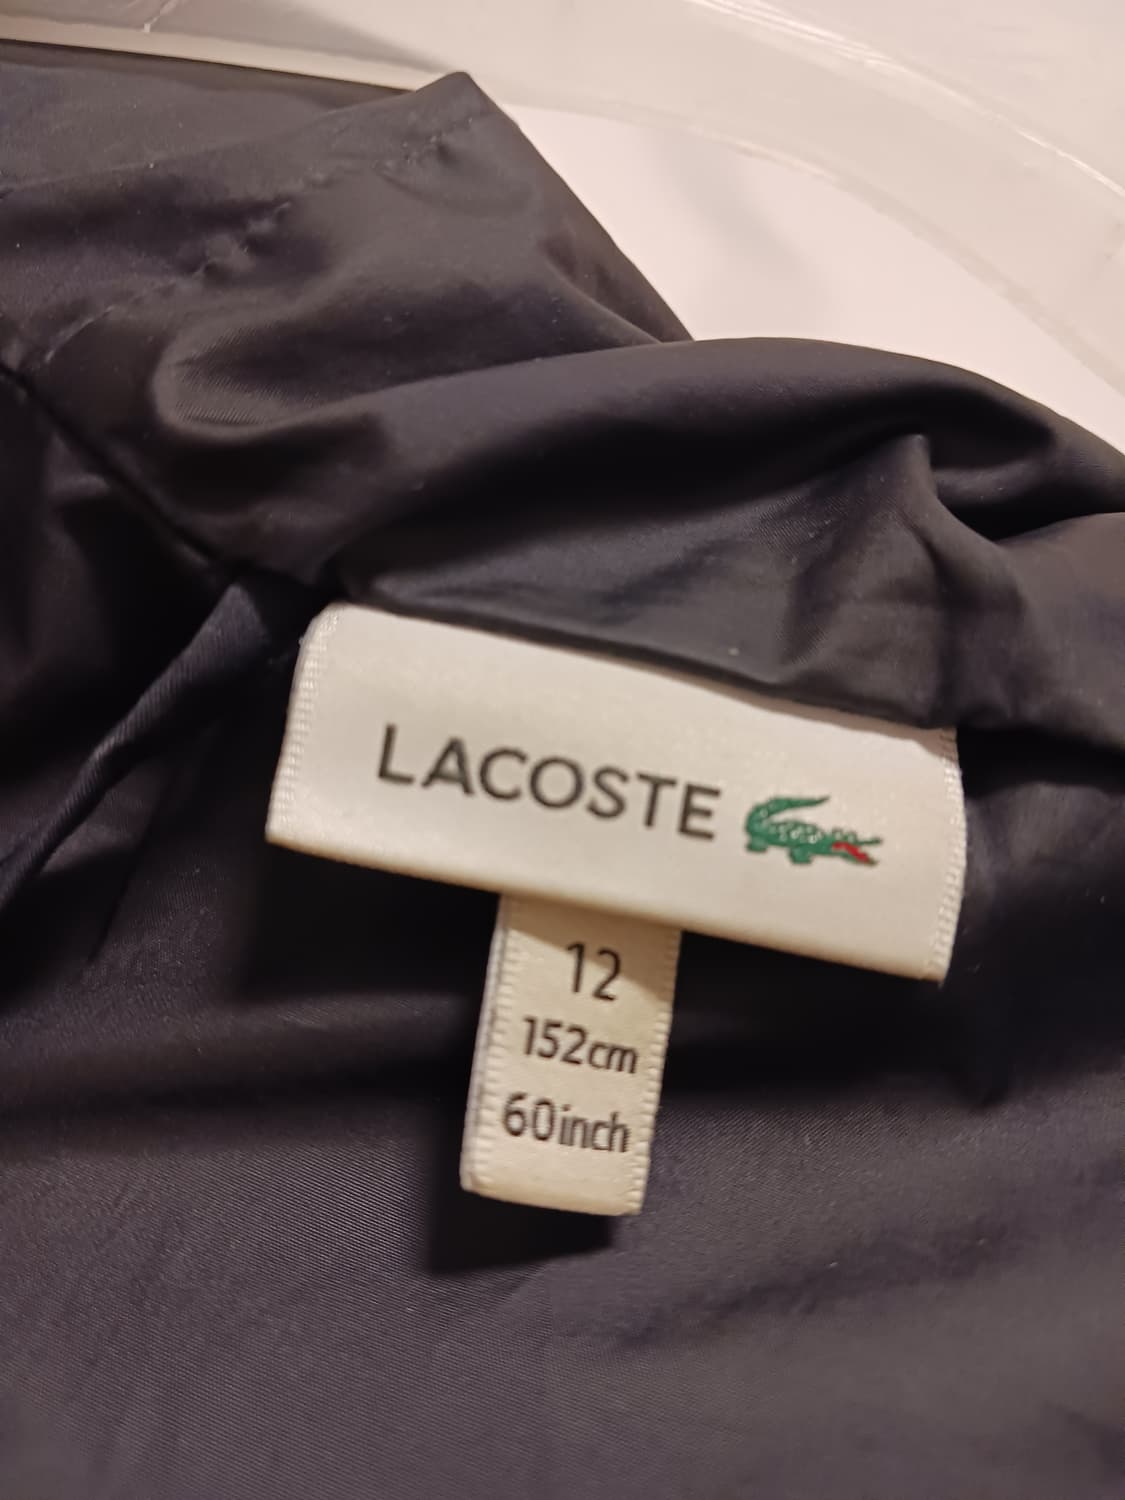 LACOSTE
12
152cm
60inch